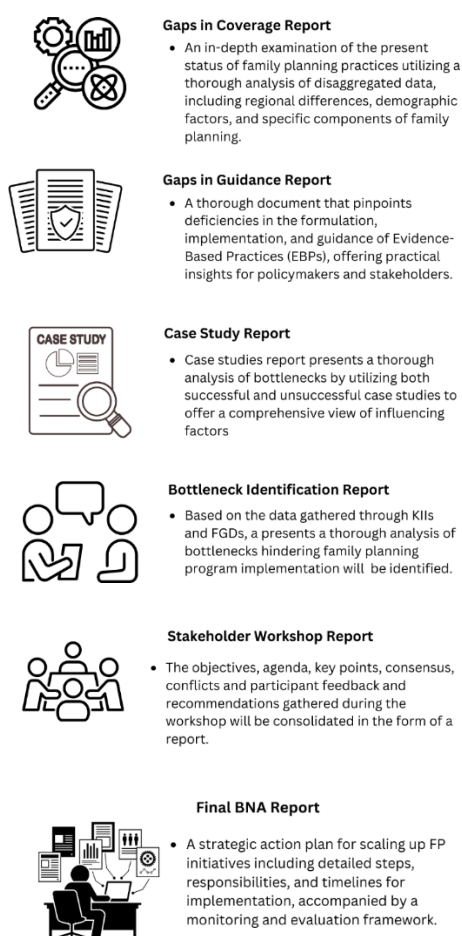 Gaps in Coverage Report
• An in-depth examination of the present
status of family planning practices utilizing a
thorough analysis of disaggregated data,
including regional differences, demographic
factors, and specific components of family
planning.
Gaps in Guidance Report
• A thorough document that pinpoints
deficiencies in the formulation,
implementation, and guidance of Evidence-
Based Practices (EBPs), offering practical
insights for policymakers and stakeholders.
CASE STUDY
Case Study Report
• Case studies report presents a thorough
analysis of bottlenecks by utilizing both
successful and unsuccessful case studies to
offer a comprehensive view of influencing
factors
Bottleneck Identification Report
• Based on the data gathered through KIIs
and FGDs, a presents a thorough analysis of
bottlenecks hindering family planning
program implementation will be identified.
Stakeholder Workshop Report
• The objectives, agenda, key points, consensus,
conflicts and participant feedback and
recommendations gathered during the
workshop will be consolidated in the form of a
report.
Final BNA Report
• A strategic action plan for scaling up FP
initiatives including detailed steps,
responsibilities, and timelines for
implementation, accompanied by a
monitoring and evaluation framework.